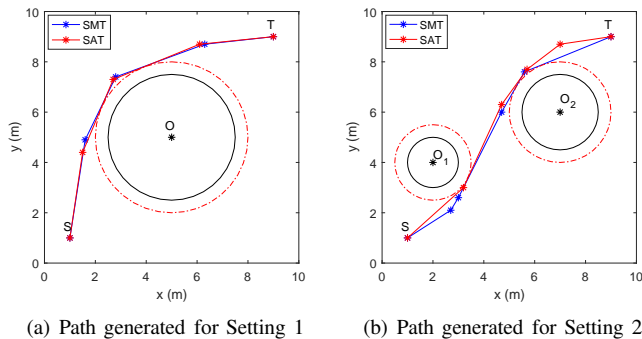 SMT
SAT
T
O
S
10
8
6
4
2
0
y (m)
0 2 4 6 8 10
x (m)
(a) Path generated for Setting 1
SMT
SAT
T
O2
O1
S
10
8
6
4
2
0
y (m)
0 2 4 6 8 10
x (m)
(b) Path generated for Setting 2